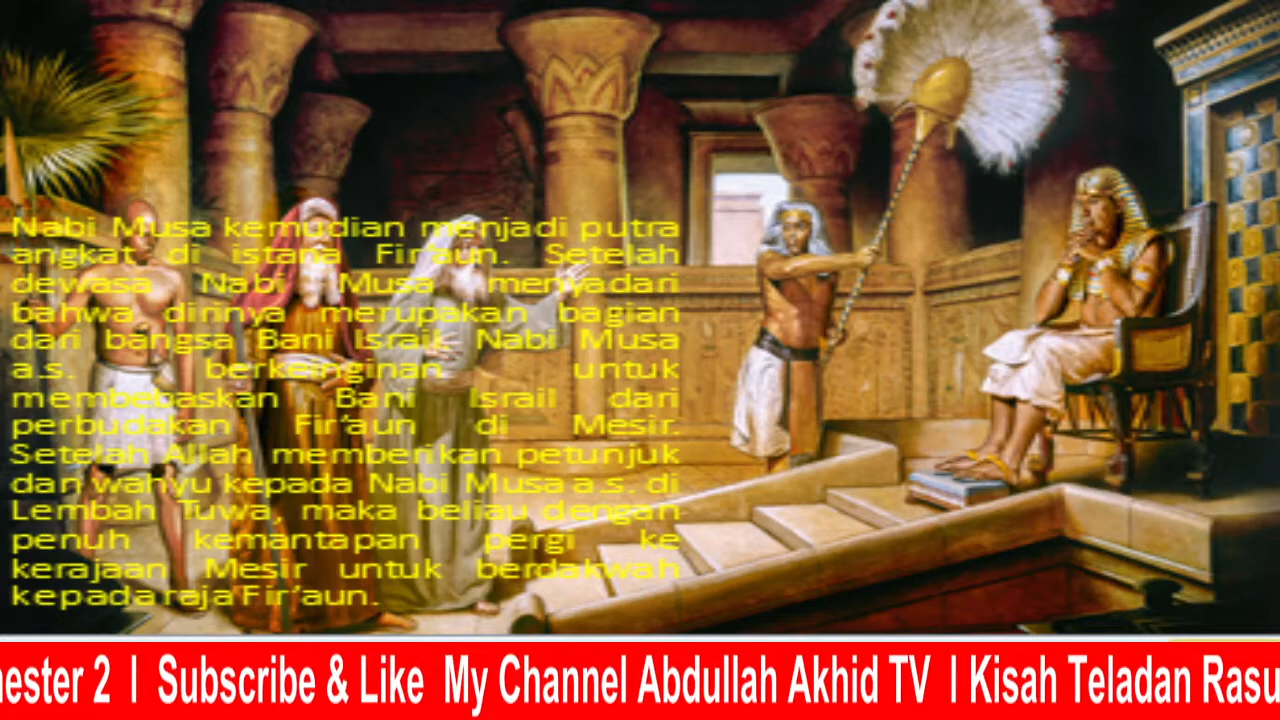 Nabi Musa kemudian menjadi putra
angkat di istana Fir'aun. Setelah
dewasa Nabi Musa menyadari
bahwa dirinya merupakan bagian
dari bangsa Bani Israil. Nabi Musa
a.s. berkeinginan untuk
membebaskan Bani Israil dari
perbudakan Fir'aun di Mesir.
Setelah Allah memberikan petunjuk
dan wahyu kepada Nabi Musa a.s. di
Lembah Tuwa, maka beliau dengan
penuh kemantapan pergi ke
kerajaan Mesir untuk berdakwah
kepada raja Fir'aun.
nester 2 I Subscribe & Like My Channel Abdullah Akhid TV I Kisah Teladan Rasu